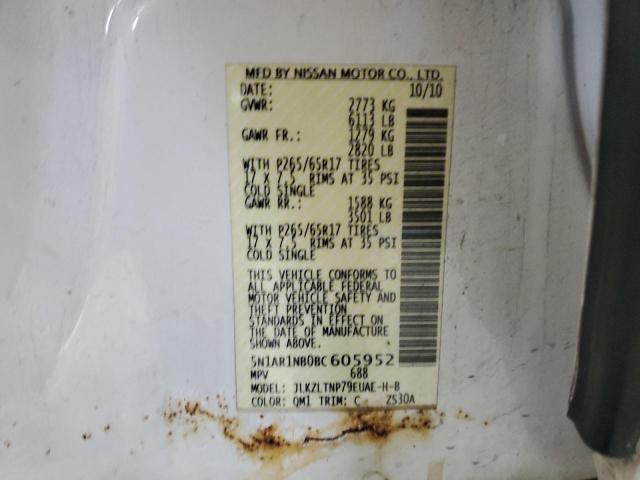 MFD BY NISSAN MOTOR CO., LTD.
DATE: 10/10
GVWR: 2773 KG
6113 LB
GAWR FR.: 1279 KG
2820 LB
WITH P265/65R17 TIRES
17 X 7.5 RIMS AT 35 PSI
COLD SINGLE
GAWR RR.: 1588 KG
3501 LB
WITH P265/65R17 TIRES
17 X 7.5 RIMS AT 35 PSI
COLD SINGLE
THIS VEHICLE CONFORMS TO
ALL APPLICABLE FEDERAL
MOTOR VEHICLE SAFETY AND
THEFT PREVENTION
STANDARDS IN EFFECT ON
THE DATE OF MANUFACTURE
SHOWN ABOVE.
5N1AR1NB0BC605952
MPV 688
MODEL: JLKZLTNP79EUAE-H-B
COLOR: QM1 TRIM: C ZS30A